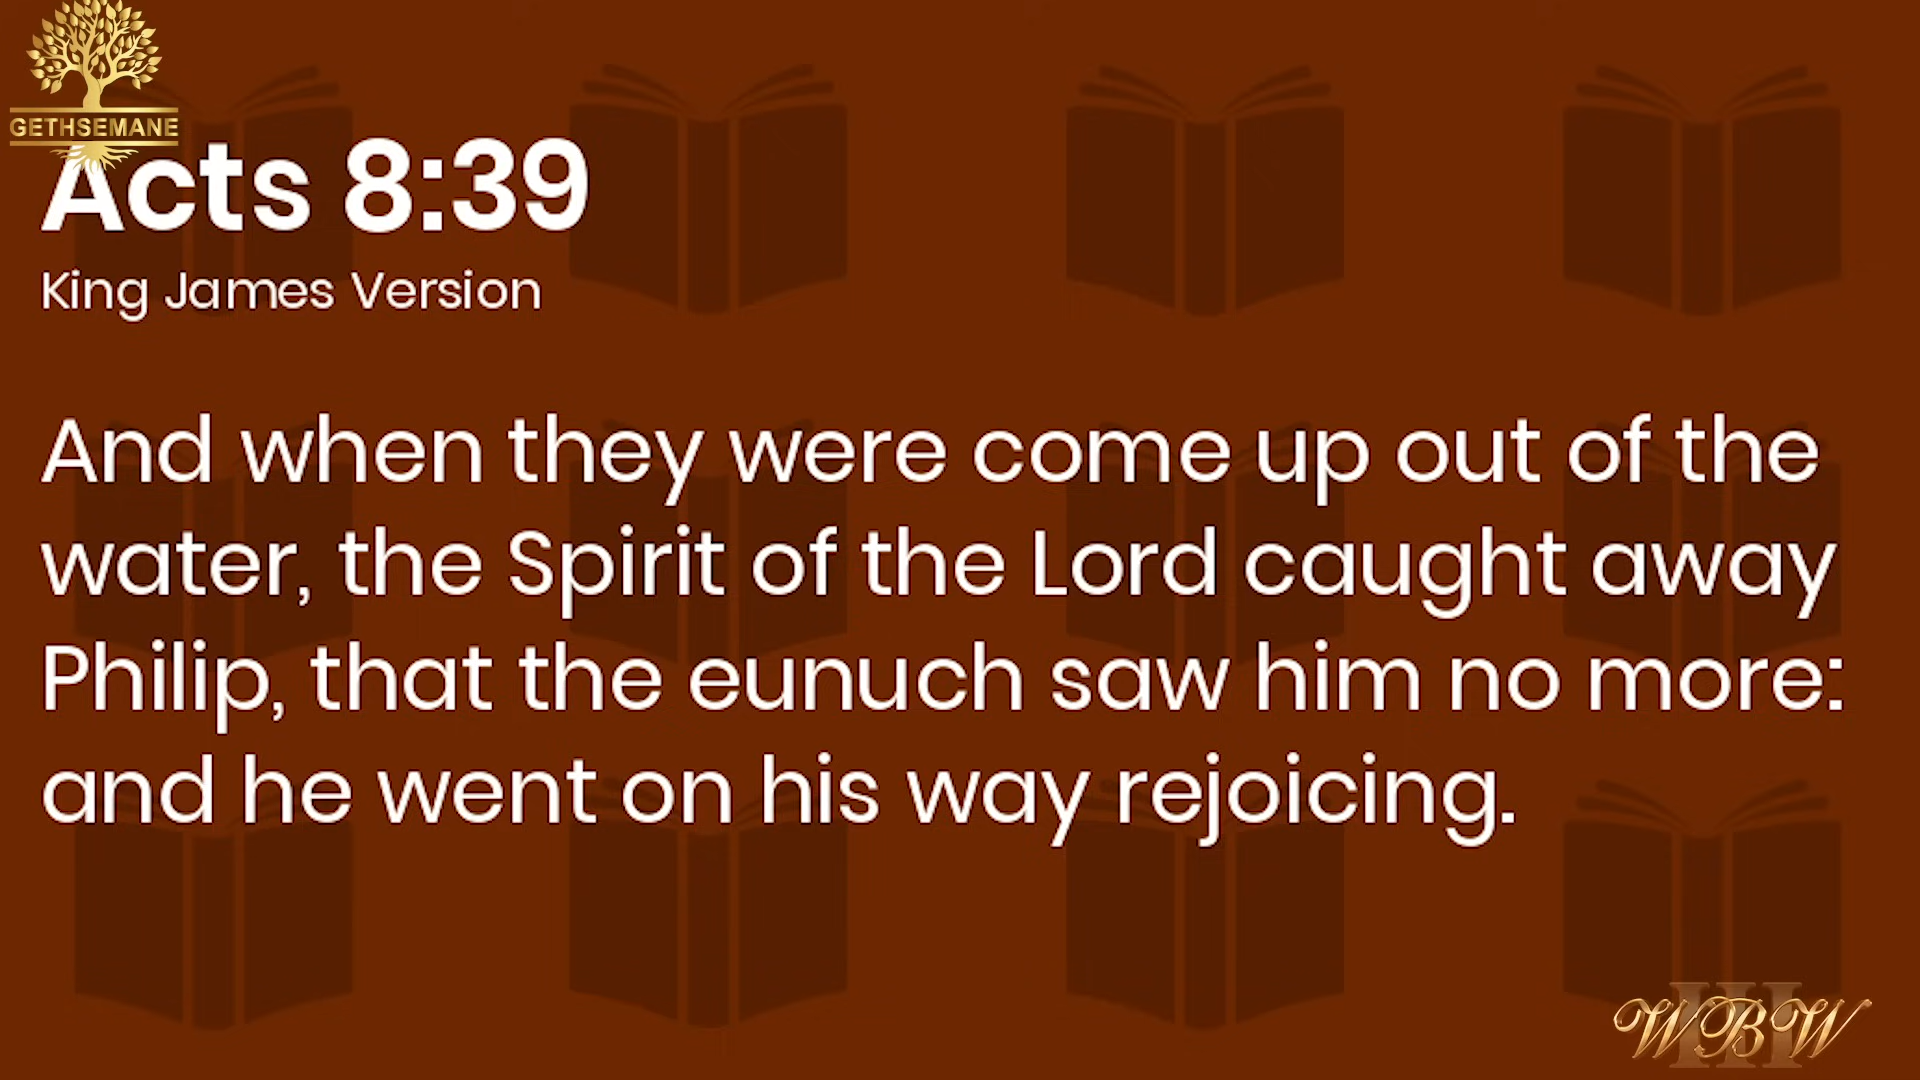 GETHSEMANE
Acts 8:39
King James Version
And when they were come up out of the
water, the Spirit of the Lord caught away
Philip, that the eunuch saw him no more:
and he went on his way rejoicing.
III
WBW